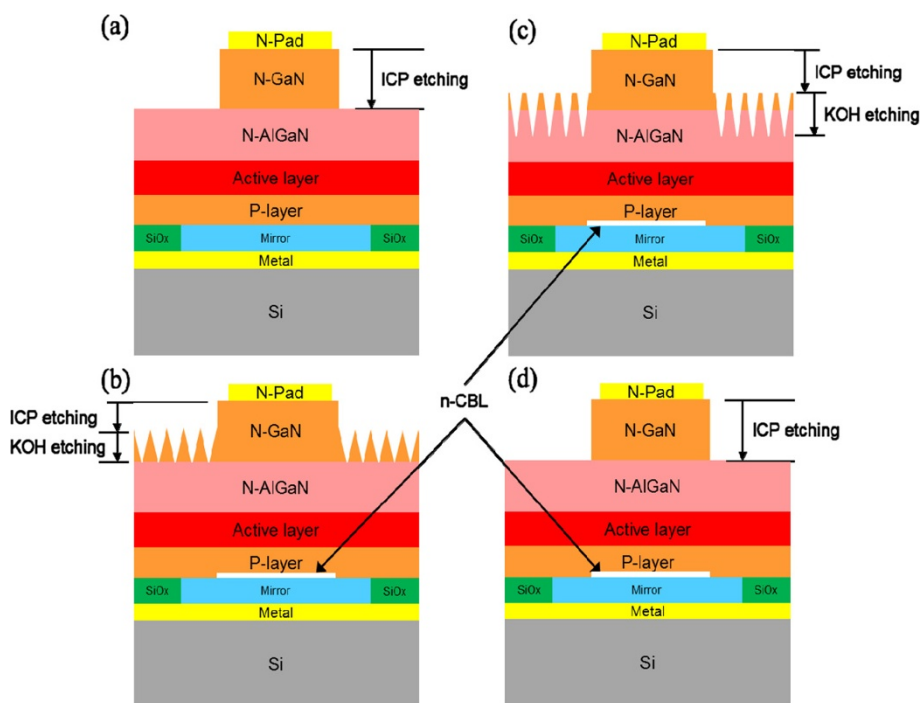 (a)
N-Pad
N-GaN
ICP etching
N-AlGaN
Active layer
P-layer
SiOx
Mirror
SiOx
Metal
Si
(c)
N-Pad
N-GaN
ICP etching
KOH etching
N-AlGaN
Active layer
P-layer
SiOx
Mirror
SiOx
Metal
Si
n-CBL
(b)
N-Pad
ICP etching
N-GaN
KOH etching
N-AlGaN
Active layer
P-layer
SiOx
Mirror
SiOx
Metal
Si
(d)
N-Pad
N-GaN
ICP etching
N-AlGaN
Active layer
P-layer
SiOx
Mirror
SiOx
Metal
Si